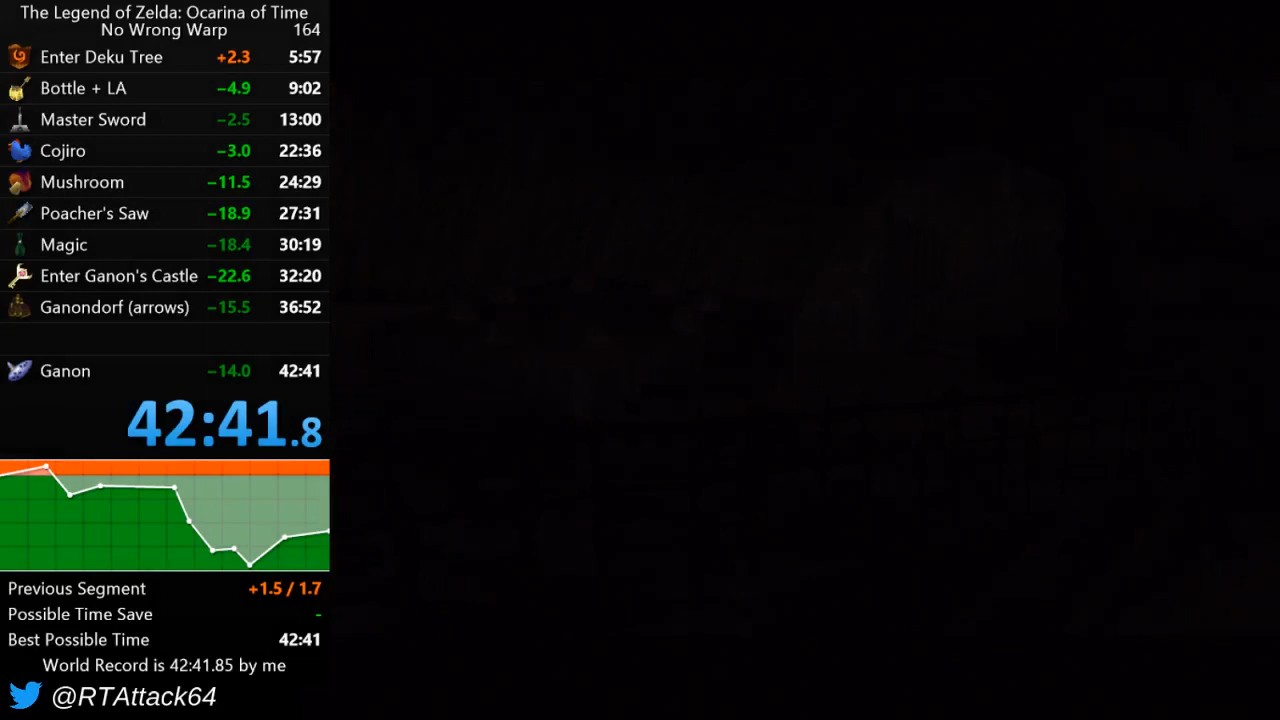 The Legend of Zelda: Ocarina of Time
No Wrong Warp 164
Enter Deku Tree +2.3 5:57
Bottle + LA −4.9 9:02
Master Sword −2.5 13:00
Cojiro −3.0 22:36
Mushroom −11.5 24:29
Poacher's Saw −18.9 27:31
Magic −18.4 30:19
Enter Ganon's Castle −22.6 32:20
Ganondorf (arrows) −15.5 36:52
Ganon −14.0 42:41
42:41.8
Previous Segment +1.5 / 1.7
Possible Time Save -
Best Possible Time 42:41
World Record is 42:41.85 by me
@RTAttack64